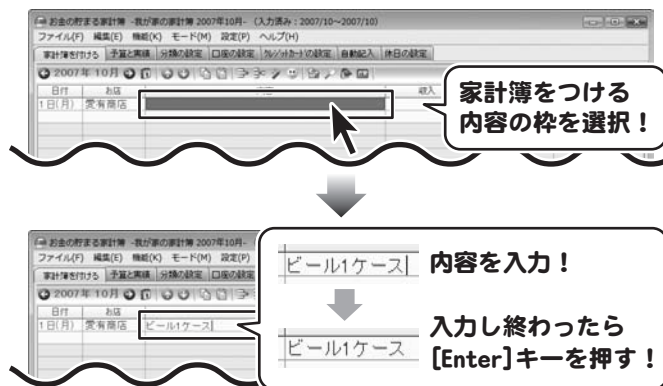 お金の貯まる家計簿 -我が家の家計簿 2007年10月- (入力済み:2007/10~2007/10)
ファイル(F) 編集(E) 機能(K) モード(M) 設定(P) ヘルプ(H)
家計簿を付ける 予算と実績 分類の設定 口座の設定 クレジットカードの設定 自動記入 休日の設定
2007年 10月
日付 お店 収入
1日(月) 愛有商店
家計簿をつける
内容の枠を選択!
お金の貯まる家計簿 -我が家の家計簿 2007年10月-
ファイル(F) 編集(E) 機能(K) モード(M) 設定(P)
家計簿を付ける 予算と実績 分類の設定 口座の設定
2007年 10月
日付 お店
1日(月) 愛有商店 ビール1ケース
ビール1ケース 内容を入力!
入力し終わったら
ビール1ケース [Enter]キーを押す!